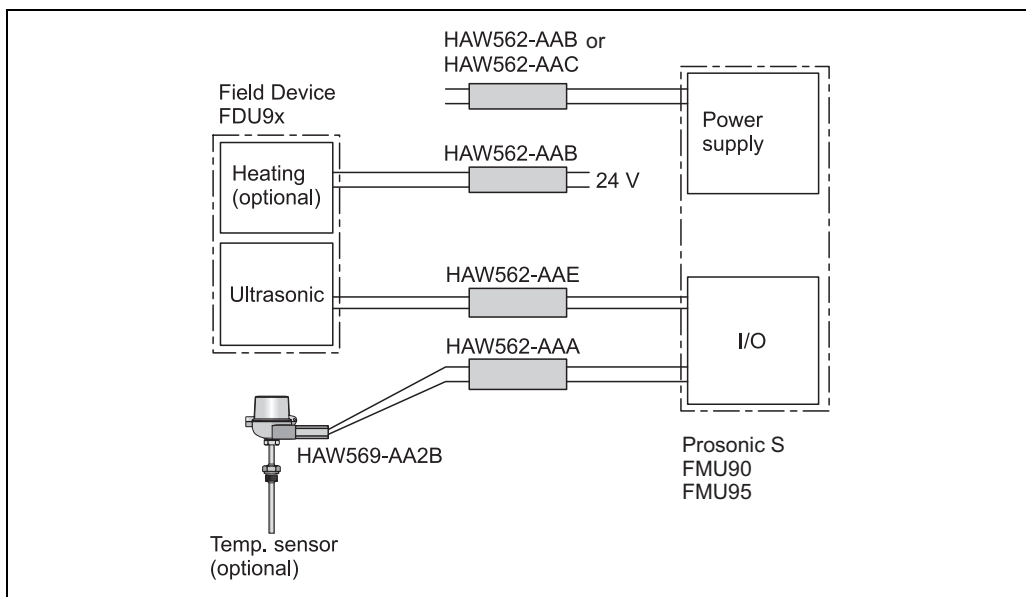 HAW562-AAB or
HAW562-AAC
Field Device
FDU9x
Power
supply
HAW562-AAB
Heating
(optional)
24 V
HAW562-AAE
Ultrasonic
I/O
HAW562-AAA
HAW569-AA2B
Prosonic S
FMU90
FMU95
Temp. sensor
(optional)